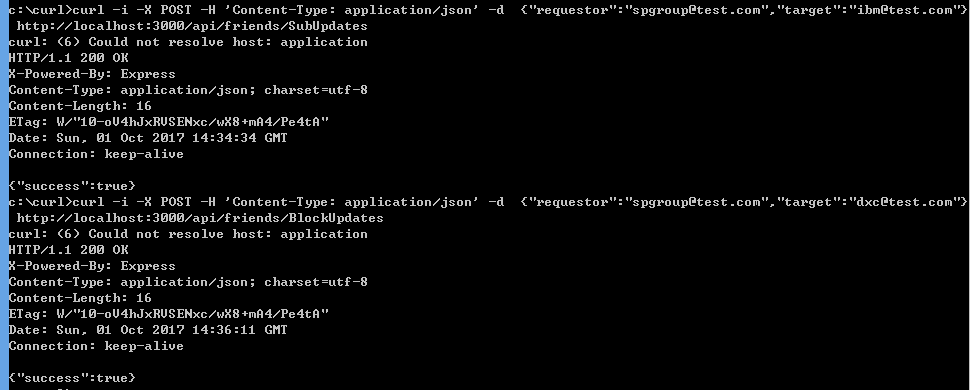 c:\curl>curl -i -X POST -H 'Content-Type: application/json' -d  {"requestor":"spgroup@test.com","target":"ibm@test.com"}
 http://localhost:3000/api/friends/SubUpdates
curl: (6) Could not resolve host: application
HTTP/1.1 200 OK
X-Powered-By: Express
Content-Type: application/json; charset=utf-8
Content-Length: 16
ETag: W/"10-oV4hJxRVSENxc/wX8+mA4/Pe4tA"
Date: Sun, 01 Oct 2017 14:34:34 GMT
Connection: keep-alive

{"success":true}
c:\curl>curl -i -X POST -H 'Content-Type: application/json' -d  {"requestor":"spgroup@test.com","target":"dxc@test.com"}
 http://localhost:3000/api/friends/BlockUpdates
curl: (6) Could not resolve host: application
HTTP/1.1 200 OK
X-Powered-By: Express
Content-Type: application/json; charset=utf-8
Content-Length: 16
ETag: W/"10-oV4hJxRVSENxc/wX8+mA4/Pe4tA"
Date: Sun, 01 Oct 2017 14:36:11 GMT
Connection: keep-alive

{"success":true}